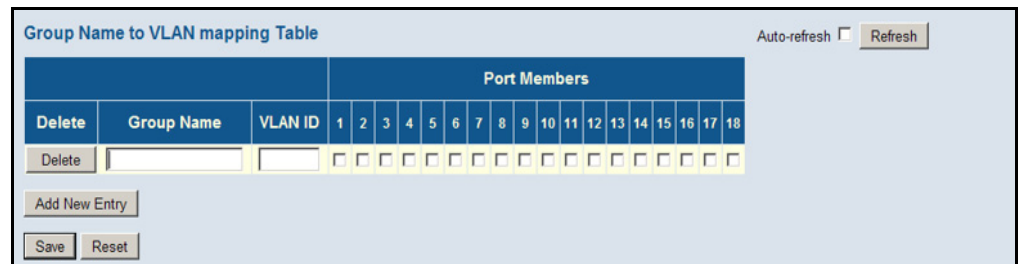 Group Name to VLAN mapping Table
Auto-refresh Refresh
Port Members
Delete Group Name VLAN ID 1 2 3 4 5 6 7 8 9 10 11 12 13 14 15 16 17 18
Delete
Add New Entry
Save Reset